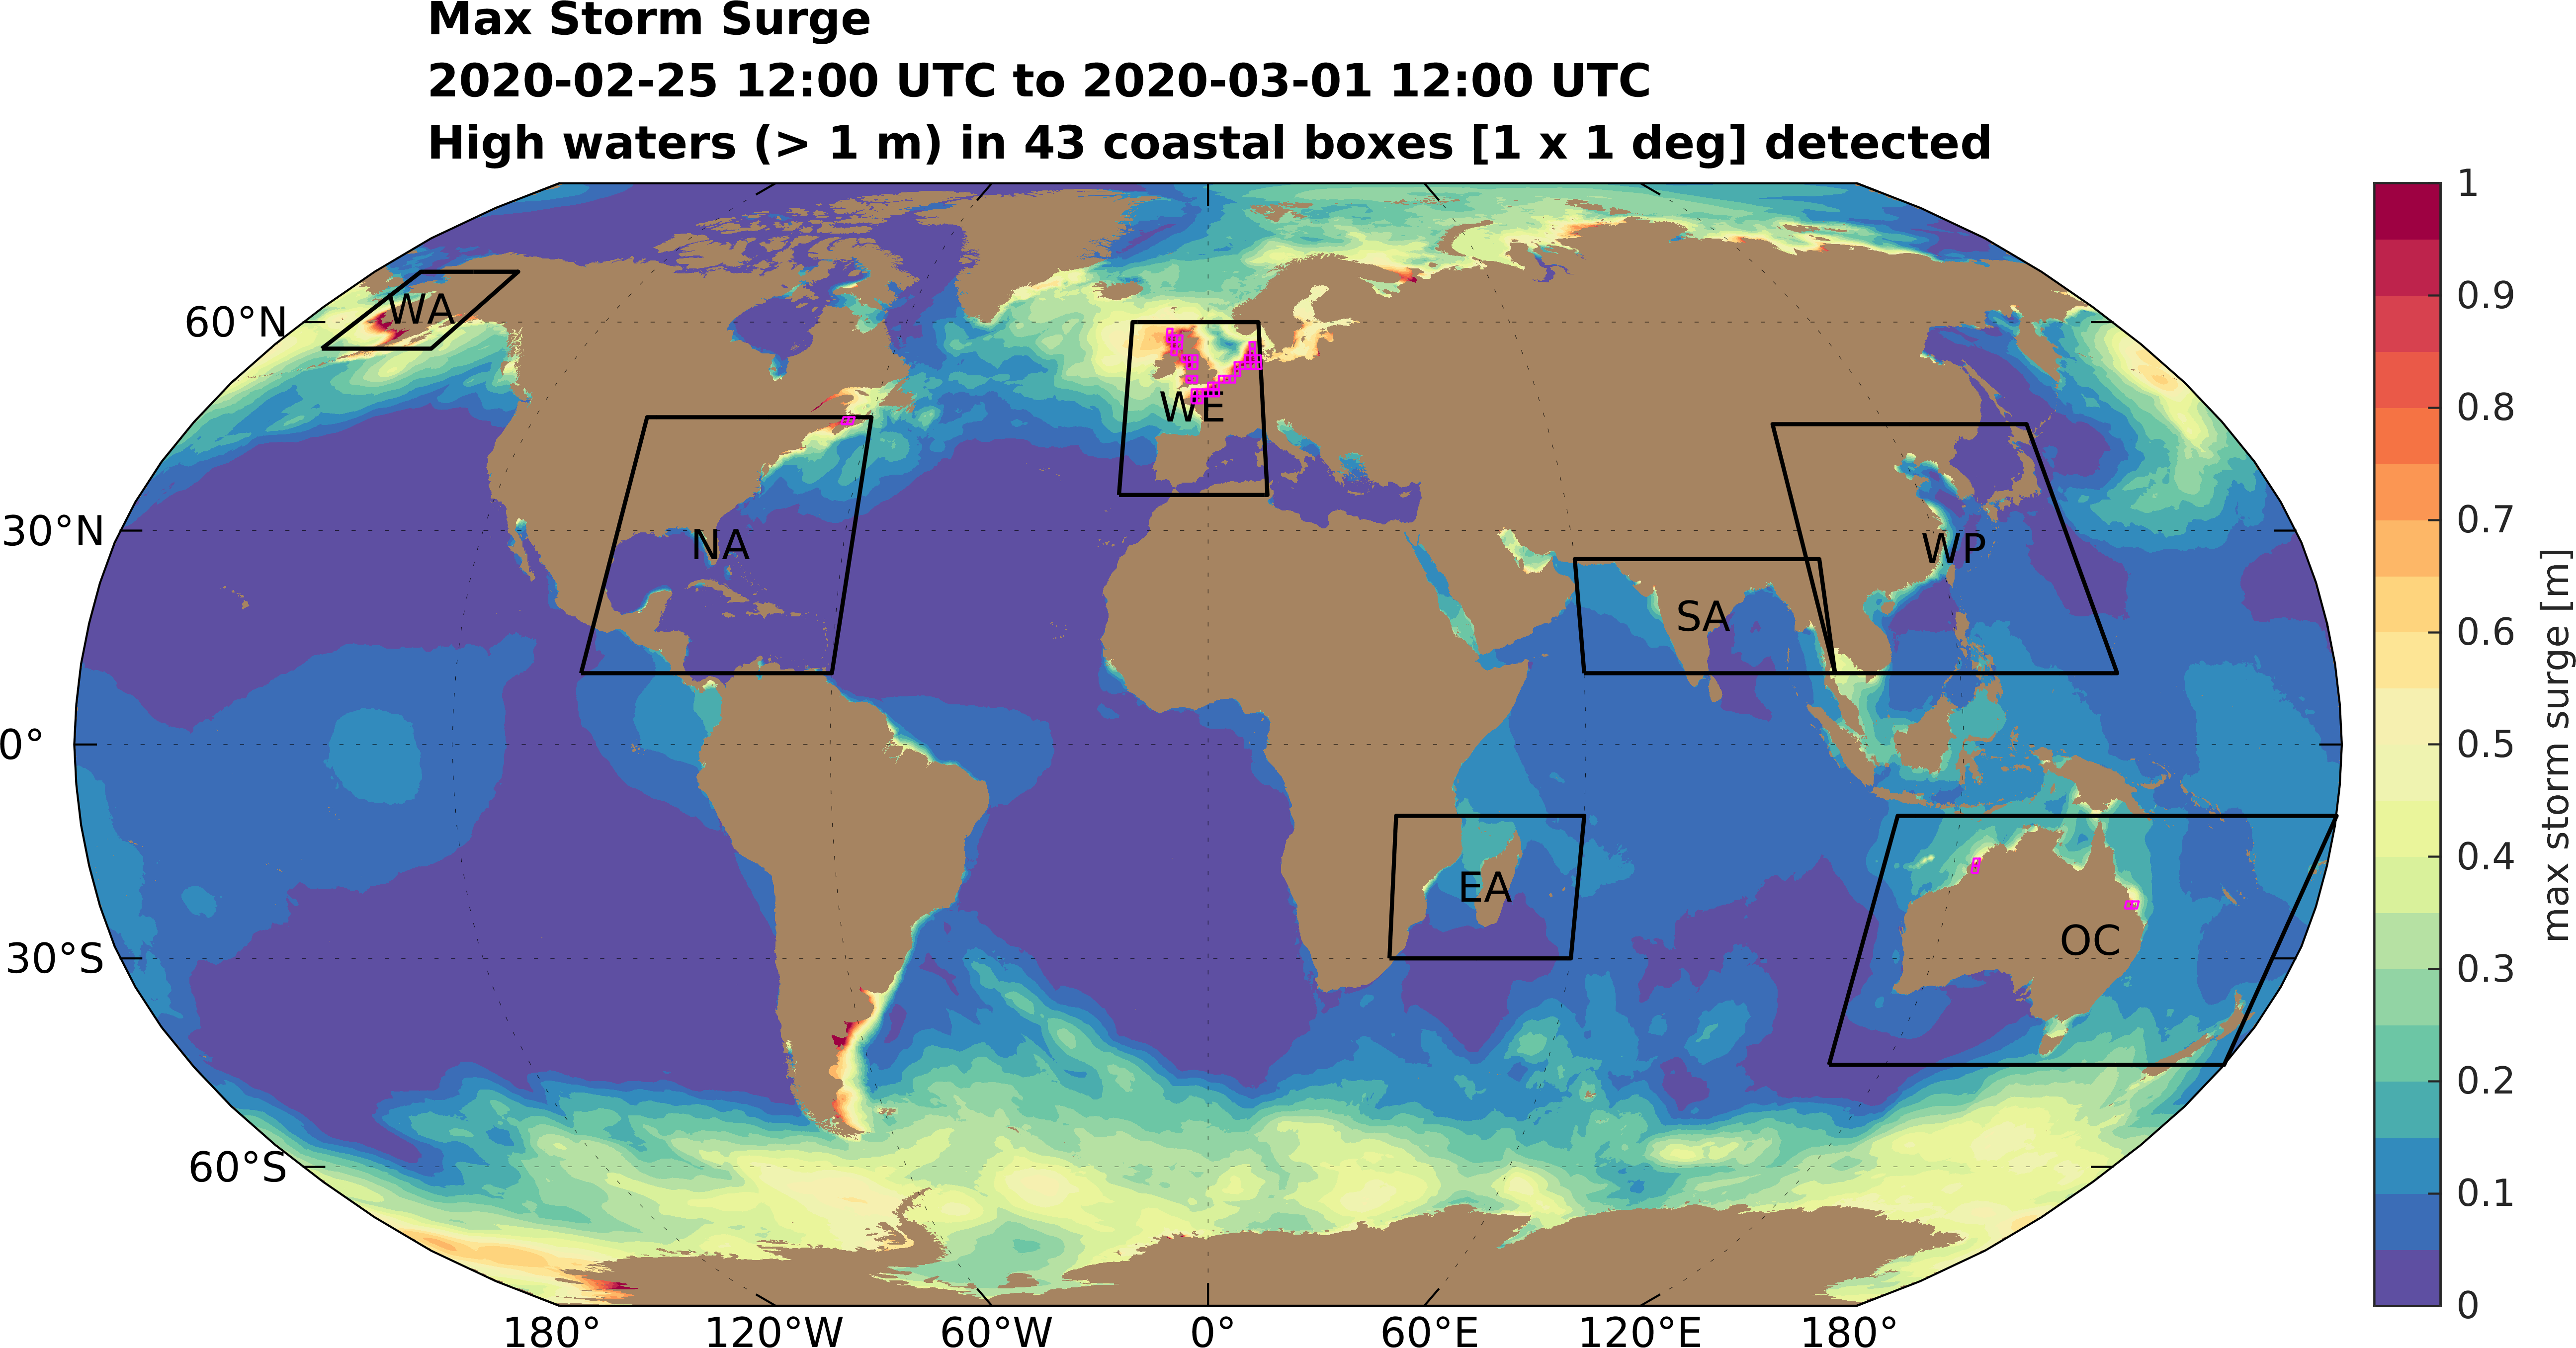 Max Storm Surge
2020-02-25 12:00 UTC to 2020-03-01 12:00 UTC
High waters (> 1 m) in 43 coastal boxes [1 x 1 deg] detected
60°N
30°N
0°
30°S
60°S
WA
NA
WE
SA
WP
EA
OC
180°
120°W
60°W
0°
60°E
120°E
180°
1
0.9
0.8
0.7
0.6
0.5
0.4
0.3
0.2
0.1
0
max storm surge [m]